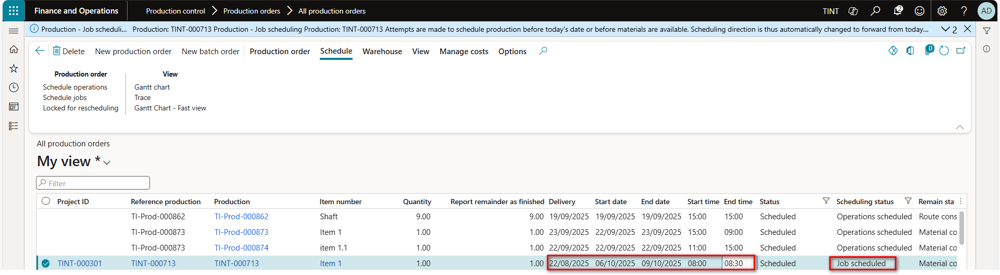 Finance and Operations Production control Production orders All production orders TINT 2 ? AD
Production - Job scheduli... Production: TINT-000713 Production - Job scheduling Production: TINT-000713 Attempts are made to schedule production before today's date or before materials are available. Scheduling direction is thus automatically changed to forward from today... 2
Delete New production order New batch order Production order Schedule Warehouse View Manage costs Options 0
Production order View
Schedule operations Gantt chart
Schedule jobs Trace
Locked for rescheduling Gantt Chart - Fast view
All production orders
My view *
Filter
Project ID Reference production Production Item number Quantity Report remainder as finished Delivery Start date End date Start time End time Status Scheduling status Remain sta
TI-Prod-000862 TI-Prod-000862 Shaft 9.00 9.00 19/09/2025 19/09/2025 19/09/2025 15:00 15:00 Scheduled Operations scheduled Route cons
TI-Prod-000873 TI-Prod-000873 Item 1 1.00 1.00 23/09/2025 22/09/2025 23/09/2025 15:00 09:00 Scheduled Operations scheduled Material co
TI-Prod-000873 TI-Prod-000874 item 1.1 1.00 1.00 22/09/2025 22/09/2025 22/09/2025 11:00 15:00 Scheduled Operations scheduled Material co
TINT-000301 TINT-000713 TINT-000713 Item 1 1.00 1.00 22/08/2025 06/10/2025 09/10/2025 08:00 08:30 Scheduled Job scheduled Material co